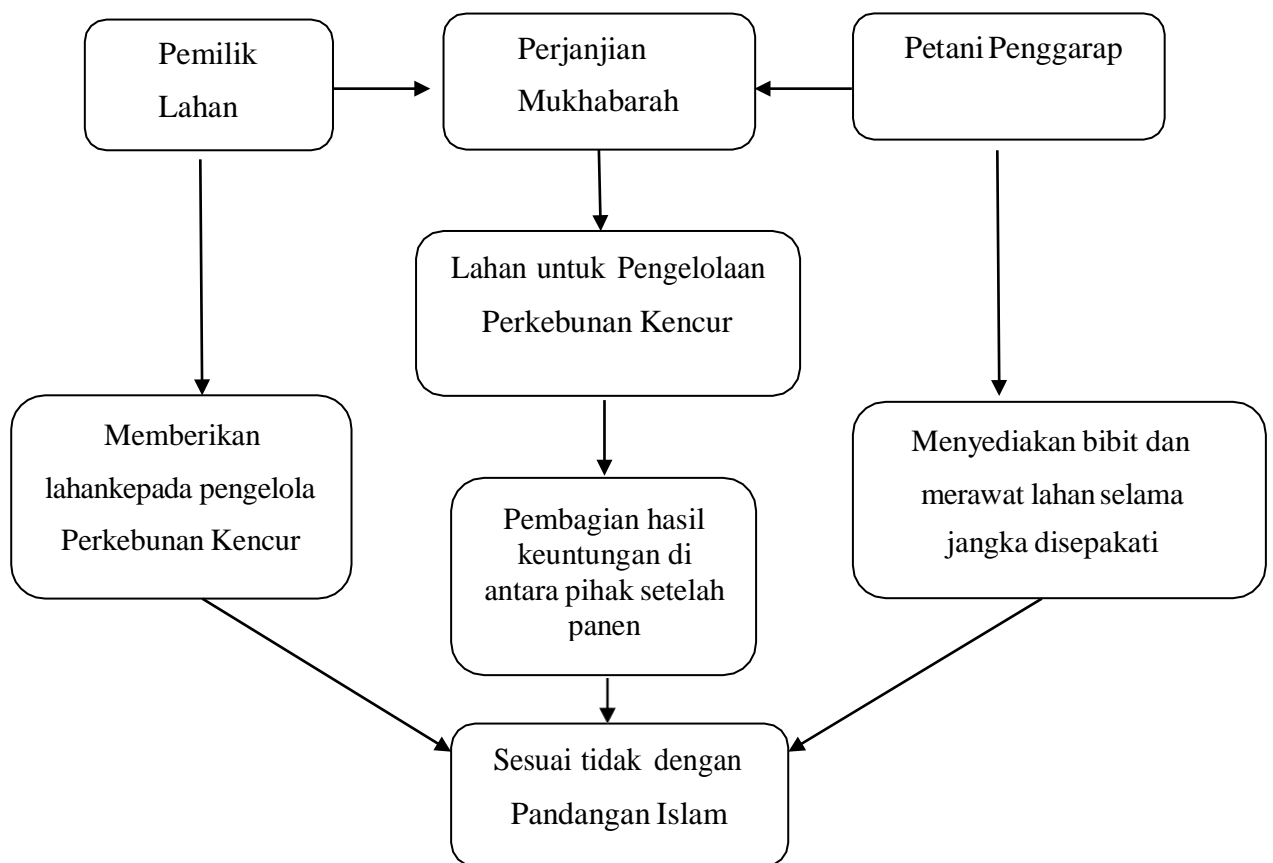 Pemilik
Lahan
Perjanjian
Mukhabarah
Petani Penggarap
Lahan untuk Pengelolaan
Perkebunan Kencur
Memberikan
lahankepada pengelola
Perkebunan Kencur
Pembagian hasil
keuntungan di
antara pihak setelah
panen
Menyediakan bibit dan
merawat lahan selama
jangka disepakati
Sesuai tidak dengan
Pandangan Islam